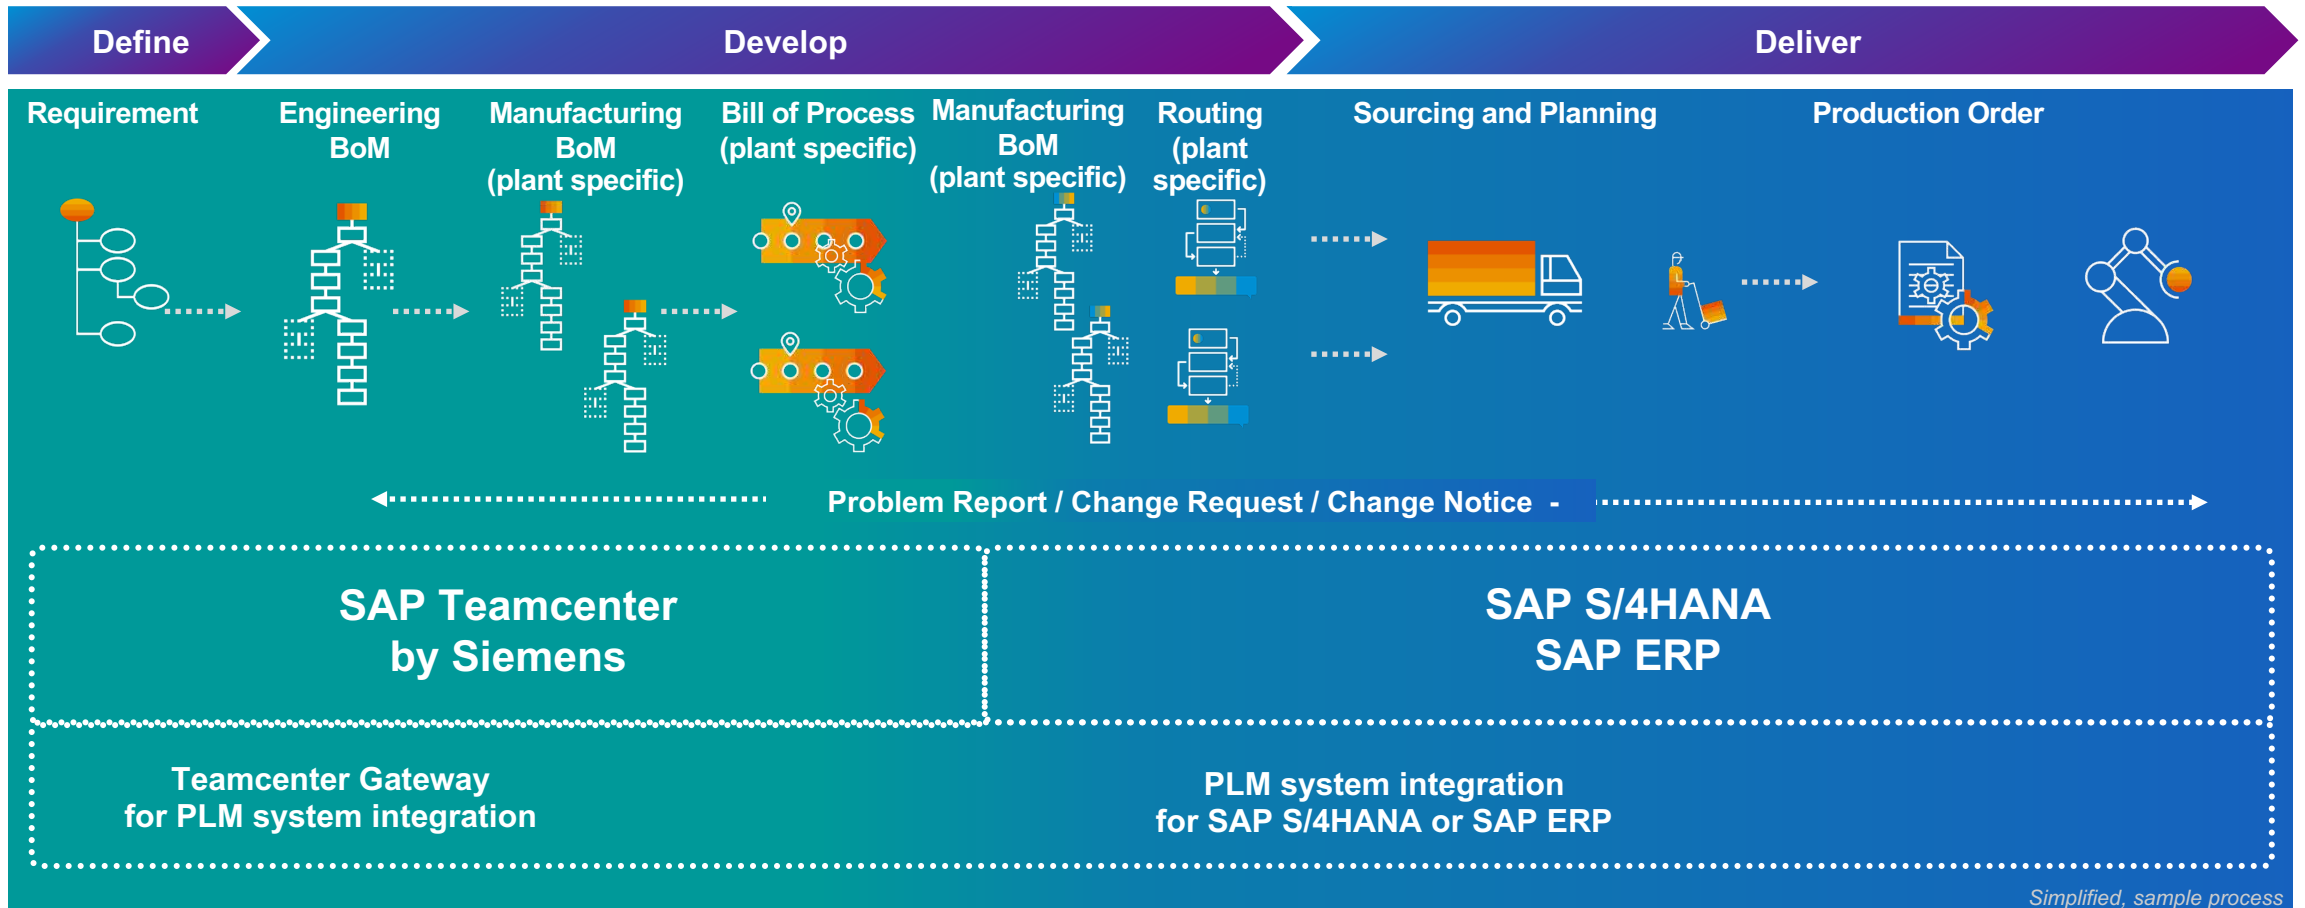 Define
Develop
Deliver
Requirement
Engineering
BoM
Manufacturing
BoM
(plant specific)
Bill of Process
(plant specific)
Manufacturing
BoM
(plant specific)
Routing
(plant
specific)
Sourcing and Planning
Production Order
Problem Report / Change Request / Change Notice -
SAP Teamcenter
by Siemens
SAP S/4HANA
SAP ERP
Teamcenter Gateway
for PLM system integration
PLM system integration
for SAP S/4HANA or SAP ERP
Simplified, sample process